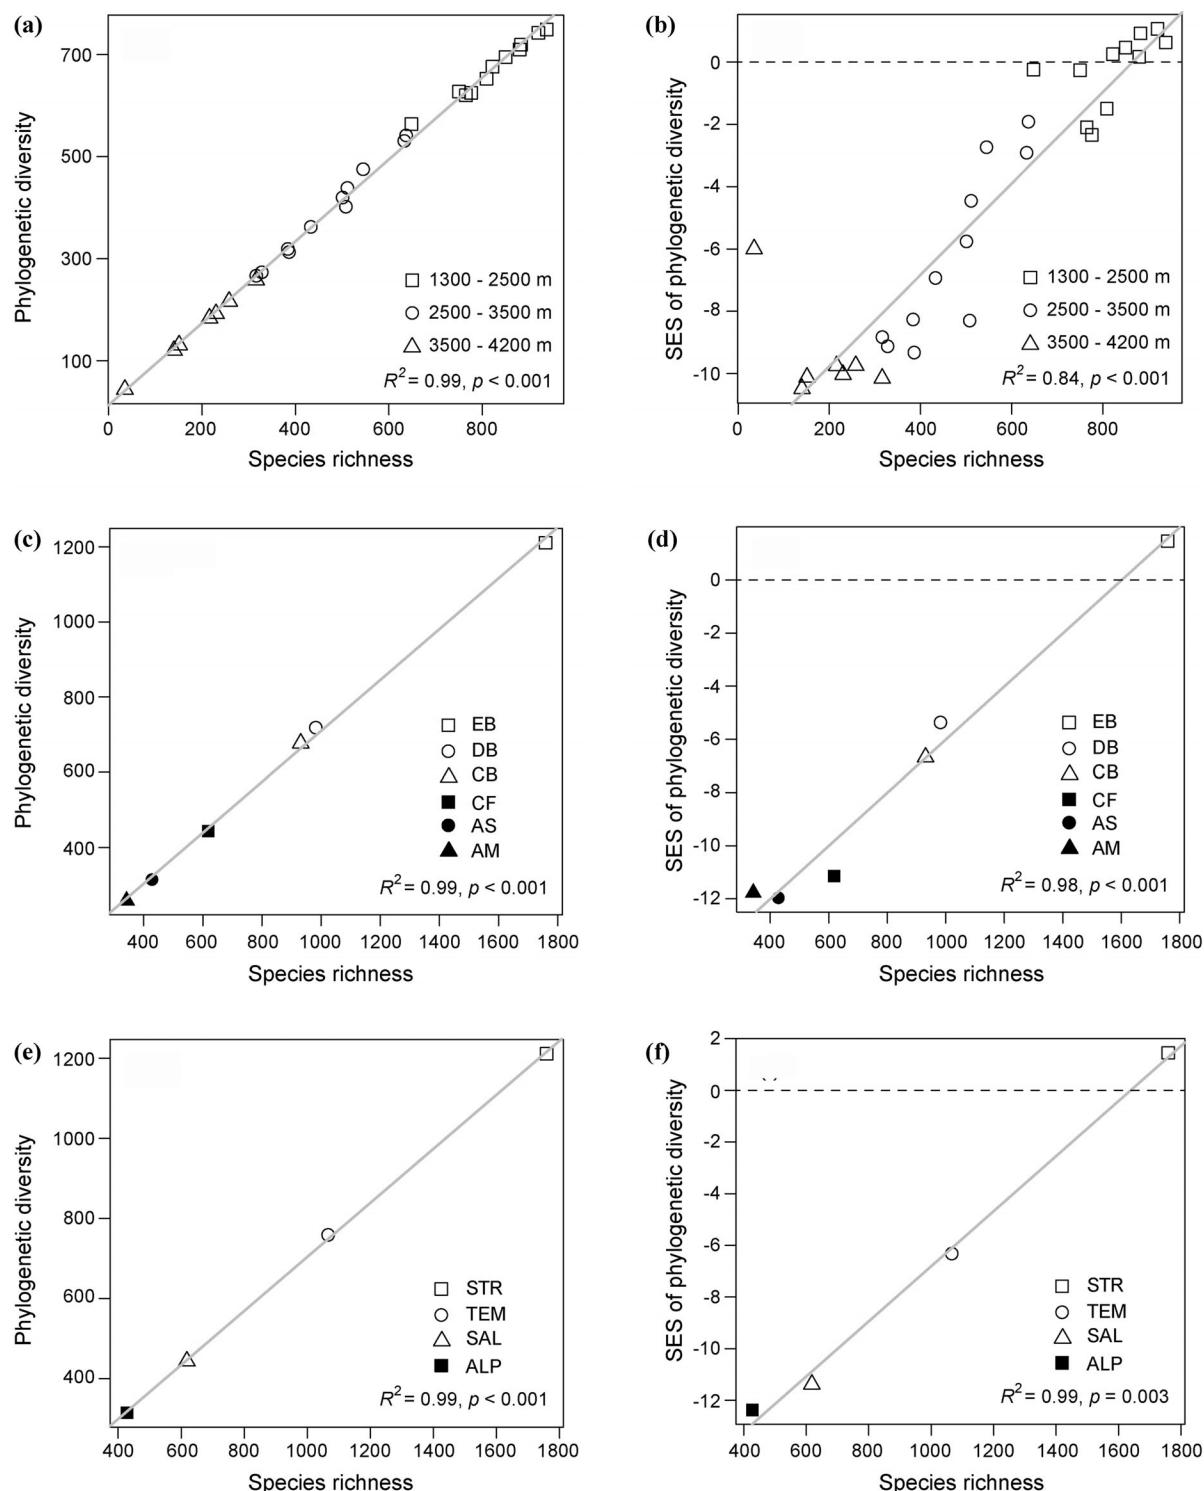 (a)
700
500
300
100
Phylogenetic diversity
1300 - 2500 m
2500 - 3500 m
3500 - 4200 m
R² = 0.99, p < 0.001
0 200 400 600 800
Species richness
(b)
0
-2
-4
-6
-8
-10
SES of phylogenetic diversity
1300 - 2500 m
2500 - 3500 m
3500 - 4200 m
R² = 0.84, p < 0.001
0 200 400 600 800
Species richness
(c)
1200
1000
800
600
400
Phylogenetic diversity
EB
DB
CB
CF
AS
AM
R² = 0.99, p < 0.001
400 600 800 1000 1200 1400 1600 1800
Species richness
(d)
0
-2
-4
-6
-8
-10
-12
SES of phylogenetic diversity
EB
DB
CB
CF
AS
AM
R² = 0.98, p < 0.001
400 600 800 1000 1200 1400 1600 1800
Species richness
(e)
1200
1000
800
600
400
Phylogenetic diversity
STR
TEM
SAL
ALP
R² = 0.99, p < 0.001
400 600 800 1000 1200 1400 1600 1800
Species richness
(f)
2
0
-2
-4
-6
-8
-10
-12
SES of phylogenetic diversity
STR
TEM
SAL
ALP
R² = 0.99, p = 0.003
400 600 800 1000 1200 1400 1600 1800
Species richness